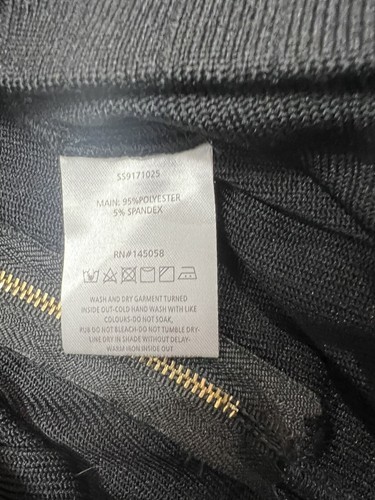 SS9171025
MAIN: 95%POLYESTER
5% SPANDEX
RN#145058
WASH AND DRY GARMENT TURNED
INSIDE OUT-COLD HAND WASH WITH LIKE
COLOURS-DO NOT SOAK,
RUB DO NOT BLEACH-DO NOT TUMBLE DRY-
LINE DRY IN SHADE WITHOUT DELAY-
WARM IRON INSIDE OUT